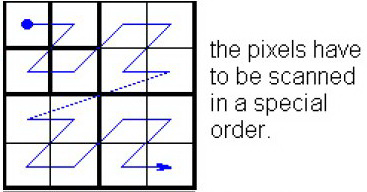 the pixels have
to be scanned
in a special
order.